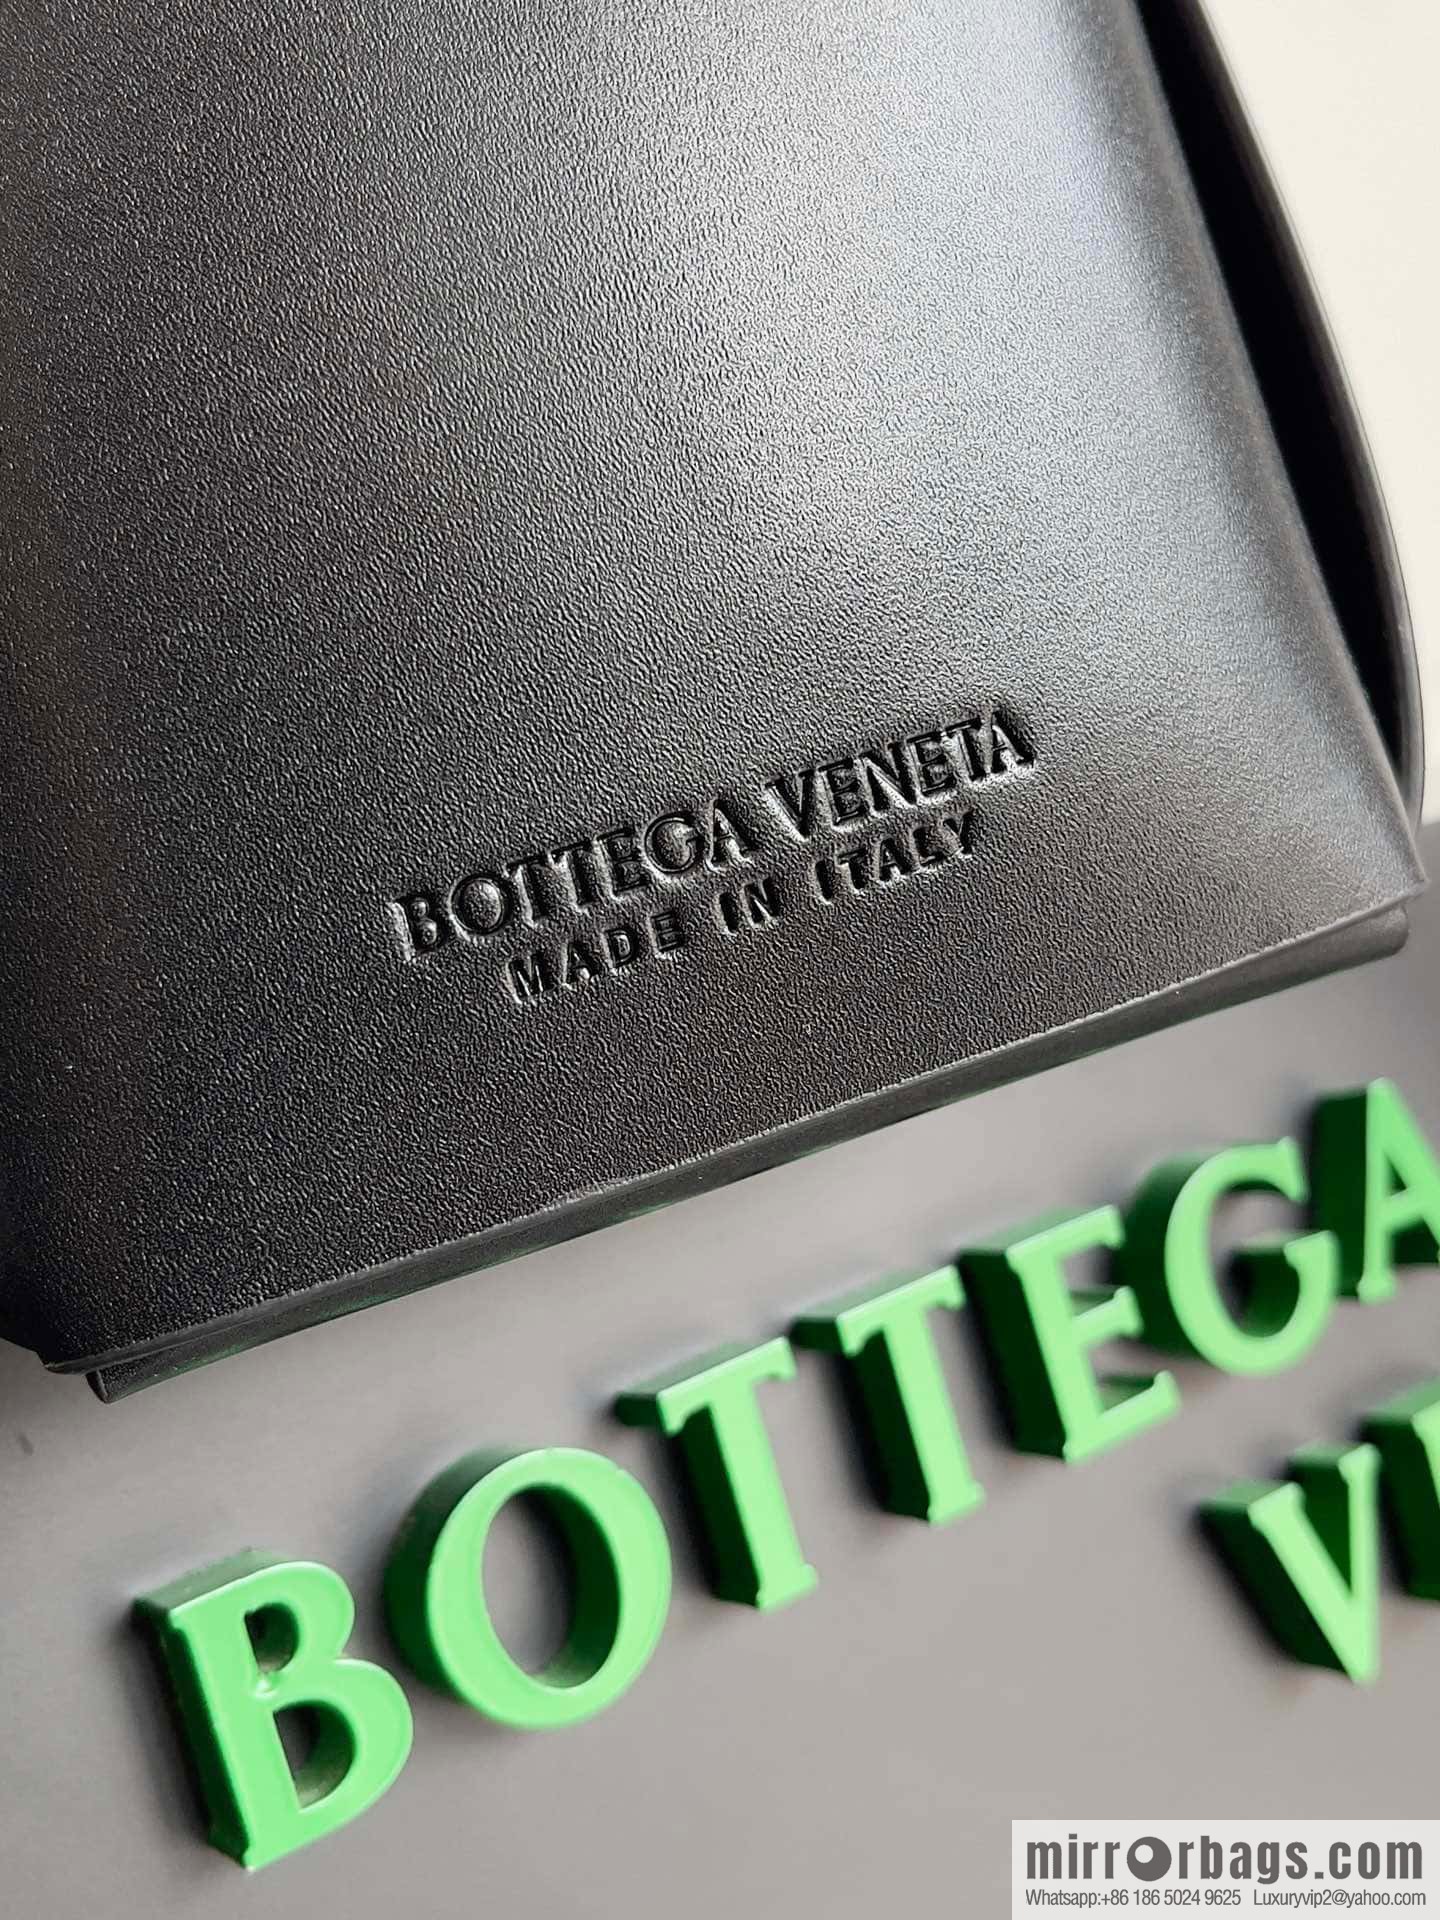 BOTTEGA VENETA
MADE IN ITALY
BOTTEGA
V
mirrorbags.com
Whatsapp:+86 186 5024 9625 Luxuryvip2@yahoo.com